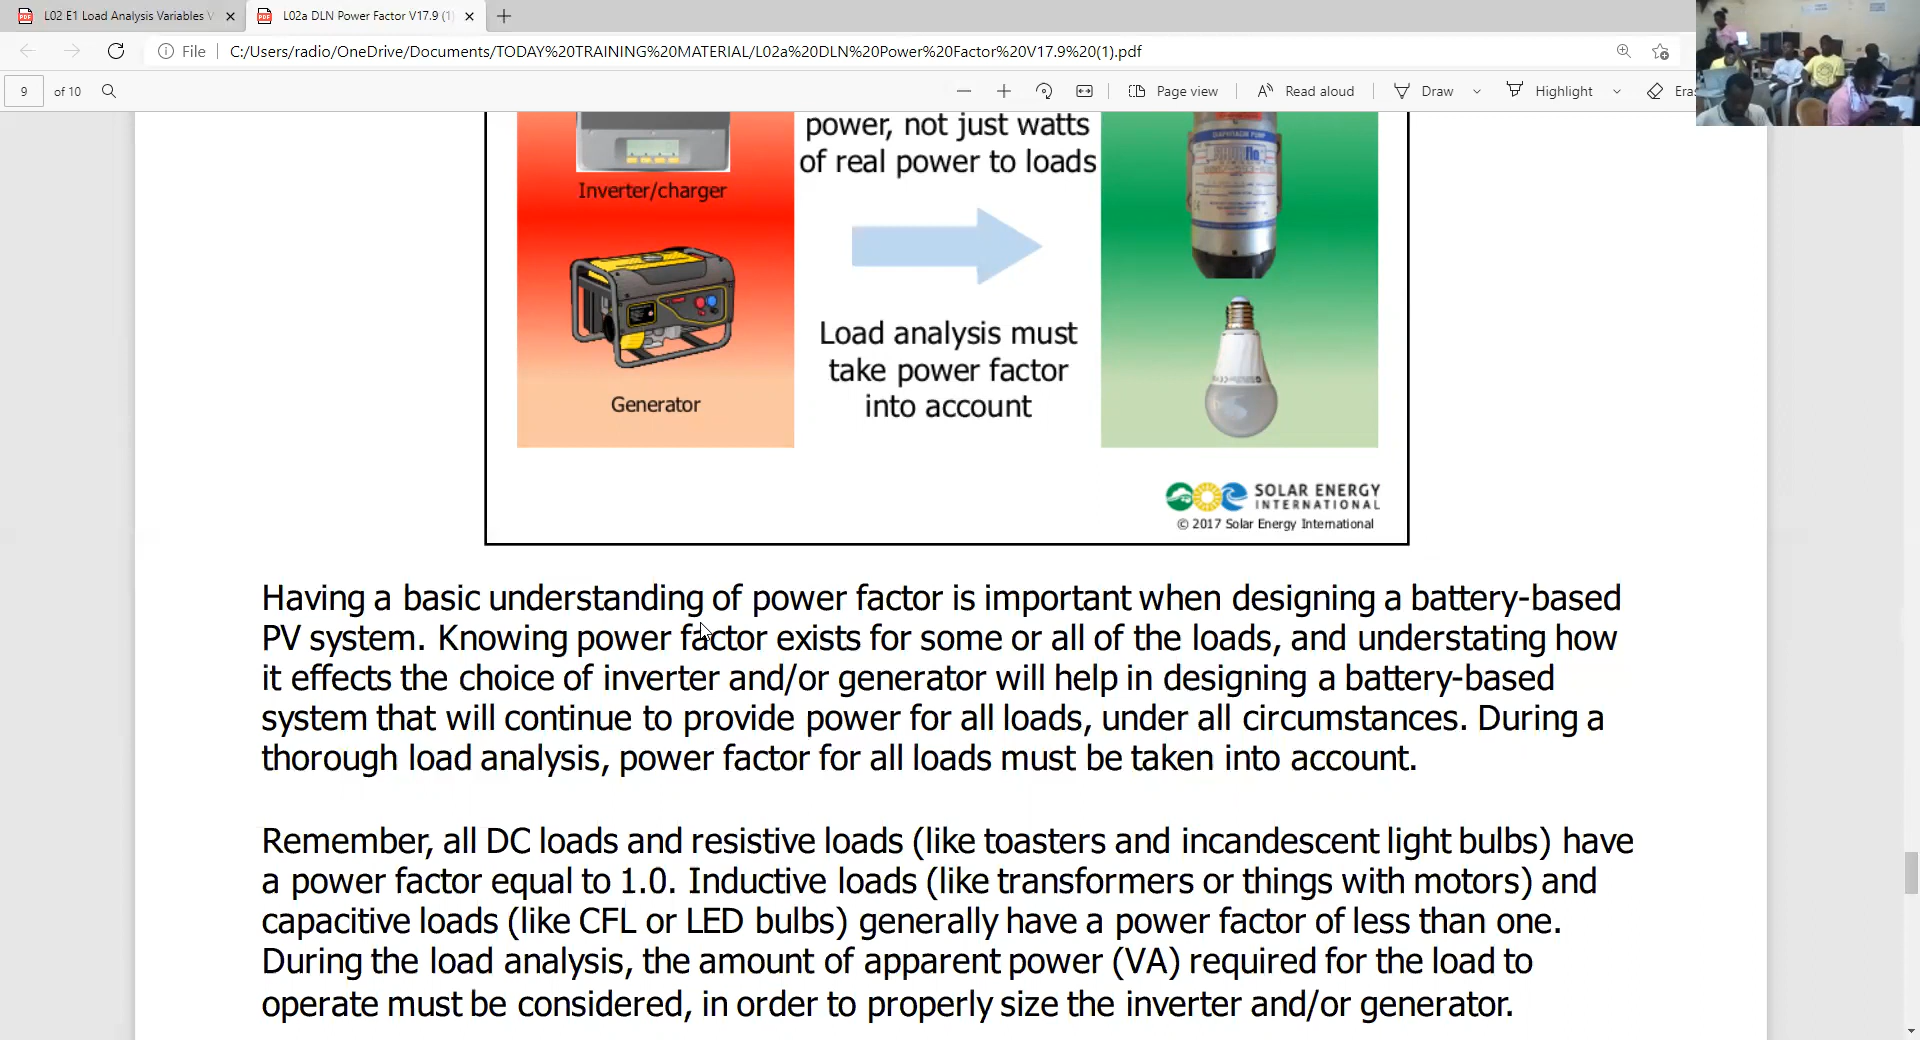 L02 E1 Load Analysis Variables V
L02a DLN Power Factor V17.9 (1)
File
C:/Users/radio/OneDrive/Documents/TODAY%20TRAINING%20MATERIAL/L02a%20DLN%20Power%20Factor%20V17.9%20(1).pdf
9 of 10
Page view
Read aloud
Draw
Highlight
Eras
power, not just watts
of real power to loads
Inverter/charger
DIAPHRAGM PUMP
SHURflo
Load analysis must
take power factor
into account
Generator
SOLAR ENERGY
INTERNATIONAL
© 2017 Solar Energy International
Having a basic understanding of power factor is important when designing a battery-based
PV system. Knowing power factor exists for some or all of the loads, and understating how
it effects the choice of inverter and/or generator will help in designing a battery-based
system that will continue to provide power for all loads, under all circumstances. During a
thorough load analysis, power factor for all loads must be taken into account.
Remember, all DC loads and resistive loads (like toasters and incandescent light bulbs) have
a power factor equal to 1.0. Inductive loads (like transformers or things with motors) and
capacitive loads (like CFL or LED bulbs) generally have a power factor of less than one.
During the load analysis, the amount of apparent power (VA) required for the load to
operate must be considered, in order to properly size the inverter and/or generator.